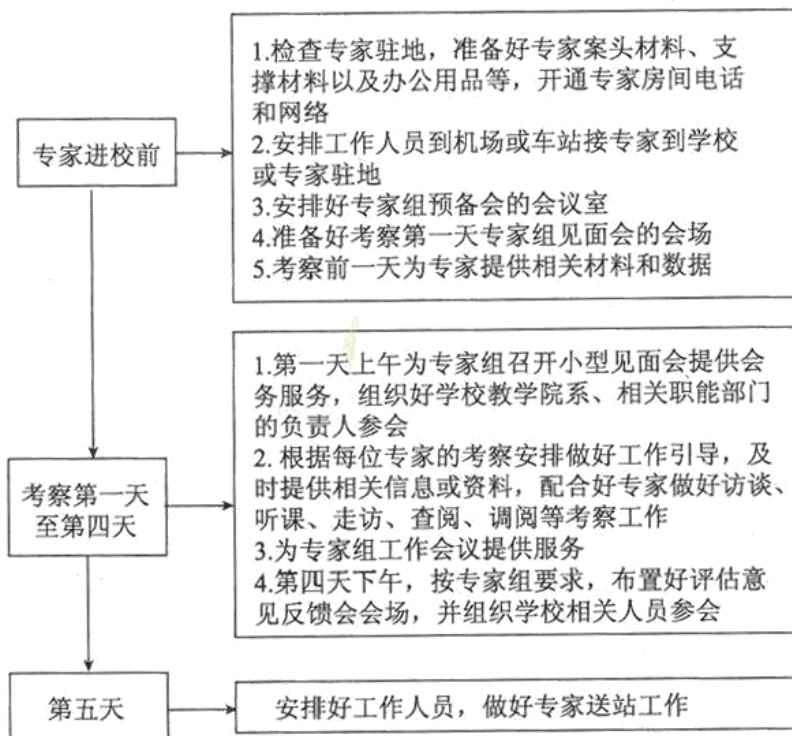 专家进校前
1.检查专家驻地，准备好专家案头材料、支
撑材料以及办公用品等，开通专家房间电话
和网络
2.安排工作人员到机场或车站接专家到学校
或专家驻地
3.安排好专家组预备会的会议室
4.准备好考察第一天专家组见面会的会场
5.考察前一天为专家提供相关材料和数据
考察第一天
至第四天
1.第一天上午为专家组召开小型见面会提供会
务服务，组织好学校教学院系、相关职能部门
的负责人参会
2. 根据每位专家的考察安排做好工作引导，及
时提供相关信息或资料，配合好专家做好访谈、
听课、走访、查阅、调阅等考察工作
3.为专家组工作会议提供服务
4.第四天下午，按专家组要求，布置好评估意
见反馈会会场，并组织学校相关人员参会
第五天
安排好工作人员，做好专家送站工作